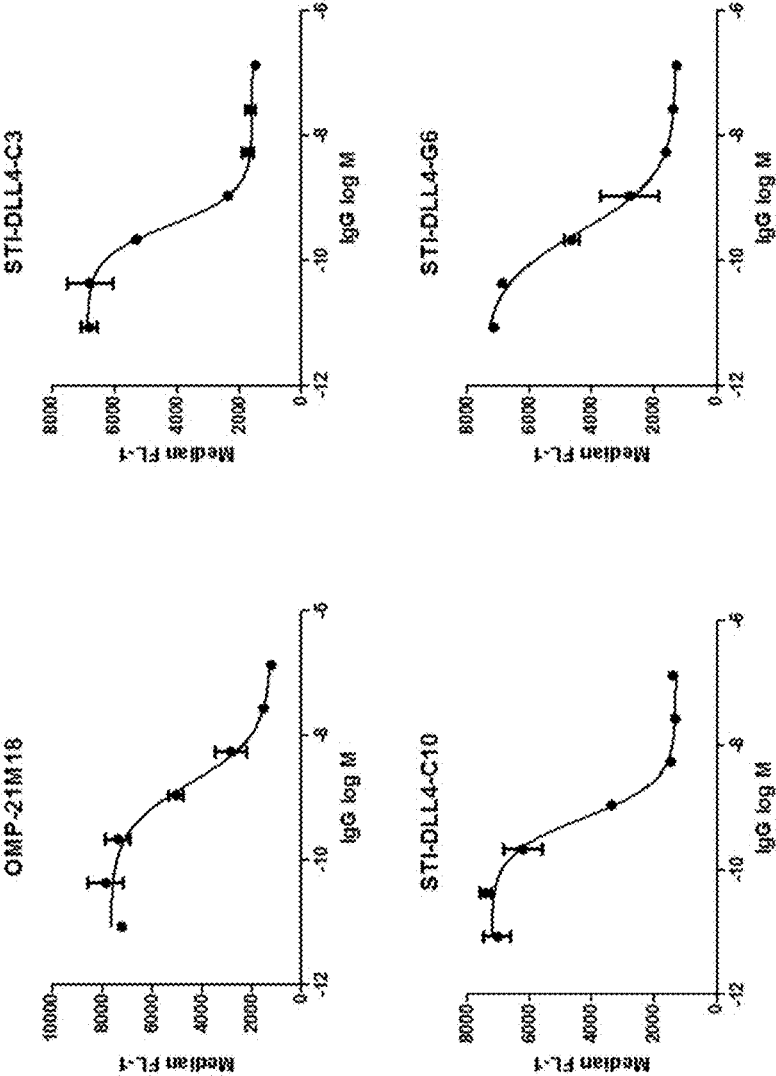 OMP-21M18
10000
8000
6000
4000
2000
0
Median FL-1
-12 -10 -8 -6
IgG log M
STI-DLL4-C3
8000
6000
4000
2000
0
Median FL-1
-12 -10 -8 -6
IgG log M
STI-DLL4-C10
8000
6000
4000
2000
0
Median FL-1
-12 -10 -8 -6
IgG log M
STI-DLL4-G6
8000
6000
4000
2000
0
Median FL-1
-12 -10 -8 -6
IgG log M